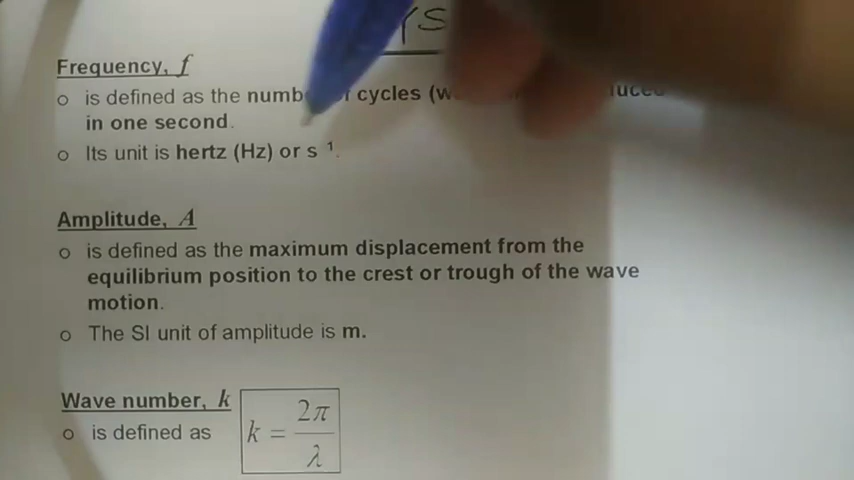 YS
Frequency, f
o is defined as the cycles
in one second.
o Its unit is hertz (Hz) or s ¹.
Amplitude, A
o is defined as the maximum displacement from the
equilibrium position to the crest or trough of the wave
motion.
o The SI unit of amplitude is m.
Wave number, k
o is defined as k = 2π / λ